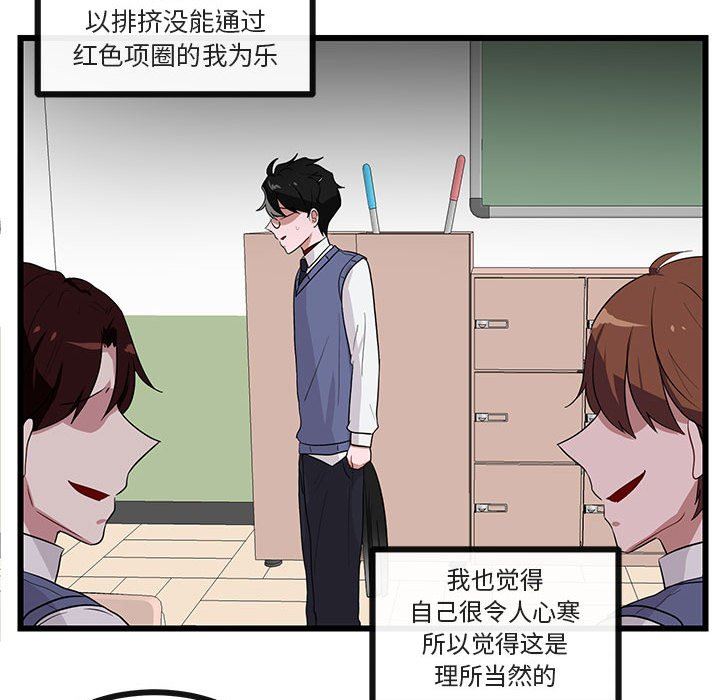 以排挤没能通过
红色项圈的我为乐
我也觉得
自己很令人心寒
所以觉得这是
理所当然的